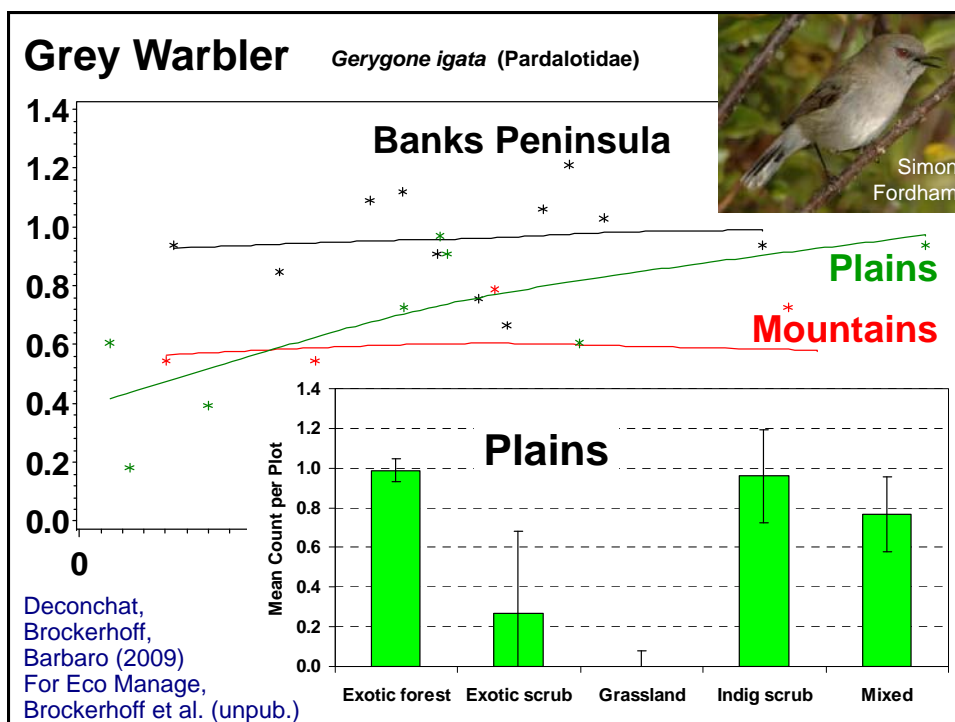 Grey Warbler
Gerygone igata (Pardalotidae)
Simon
Fordham
Banks Peninsula
Plains
Mountains
1.4
1.2
1.0
0.8
0.6
0.4
0.2
0.0
0
Plains
Mean Count per Plot
1.4
1.2
1.0
0.8
0.6
0.4
0.2
0.0
Exotic forest Exotic scrub Grassland Indig scrub Mixed
Deconchat,
Brockerhoff,
Barbaro (2009)
For Eco Manage,
Brockerhoff et al. (unpub.)